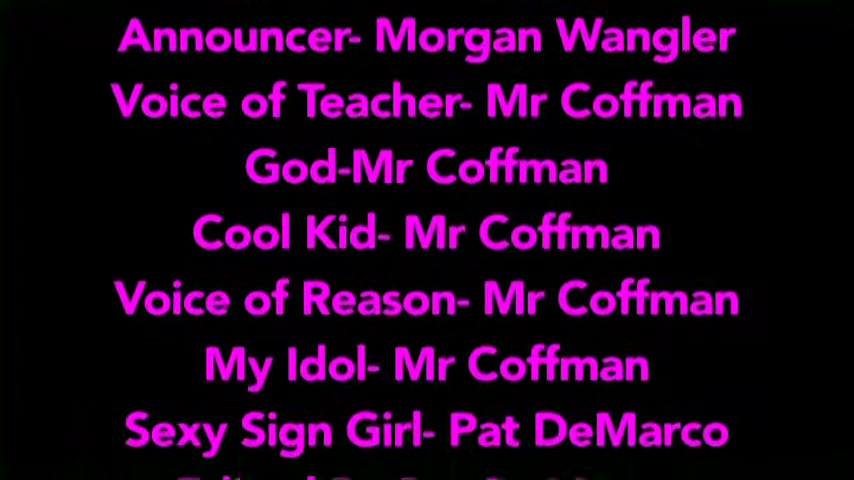 Announcer- Morgan Wangler
Voice of Teacher- Mr Coffman
God-Mr Coffman
Cool Kid- Mr Coffman
Voice of Reason- Mr Coffman
My Idol- Mr Coffman
Sexy Sign Girl- Pat DeMarco